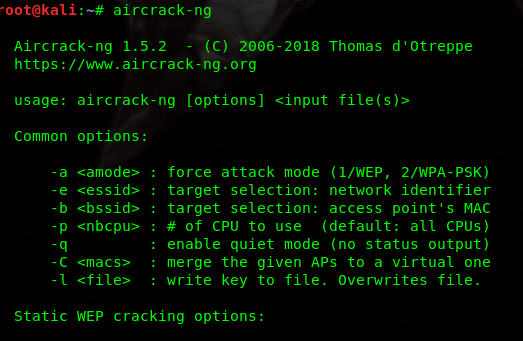 root@kali:~# aircrack-ng
Aircrack-ng 1.5.2  - (C) 2006-2018 Thomas d'Otreppe
https://www.aircrack-ng.org
usage: aircrack-ng [options] <input file(s)>
Common options:
-a <amode> : force attack mode (1/WEP, 2/WPA-PSK)
-e <essid> : target selection: network identifier
-b <bssid> : target selection: access point's MAC
-p <nbcpu> : # of CPU to use  (default: all CPUs)
-q         : enable quiet mode (no status output)
-C <macs>  : merge the given APs to a virtual one
-l <file>  : write key to file. Overwrites file.
Static WEP cracking options: